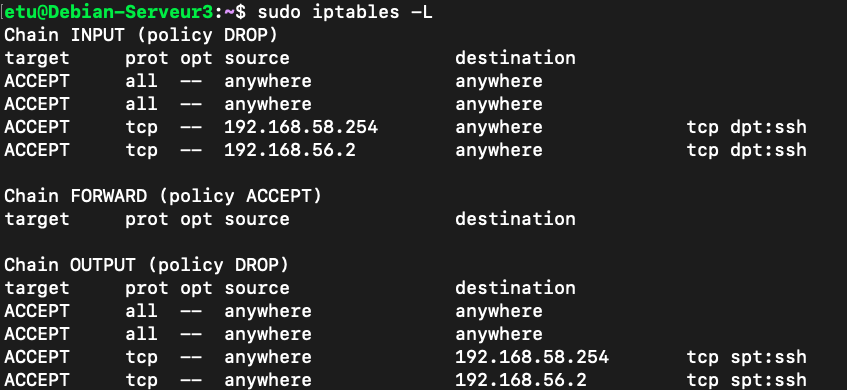 etu@Debian-Serveur3:~$ sudo iptables -L
Chain INPUT (policy DROP)
target     prot opt source               destination
ACCEPT     all  --  anywhere             anywhere
ACCEPT     all  --  anywhere             anywhere
ACCEPT     tcp  --  192.168.58.254       anywhere             tcp dpt:ssh
ACCEPT     tcp  --  192.168.56.2         anywhere             tcp dpt:ssh

Chain FORWARD (policy ACCEPT)
target     prot opt source               destination

Chain OUTPUT (policy DROP)
target     prot opt source               destination
ACCEPT     all  --  anywhere             anywhere
ACCEPT     all  --  anywhere             anywhere
ACCEPT     tcp  --  anywhere             192.168.58.254       tcp spt:ssh
ACCEPT     tcp  --  anywhere             192.168.56.2         tcp spt:ssh